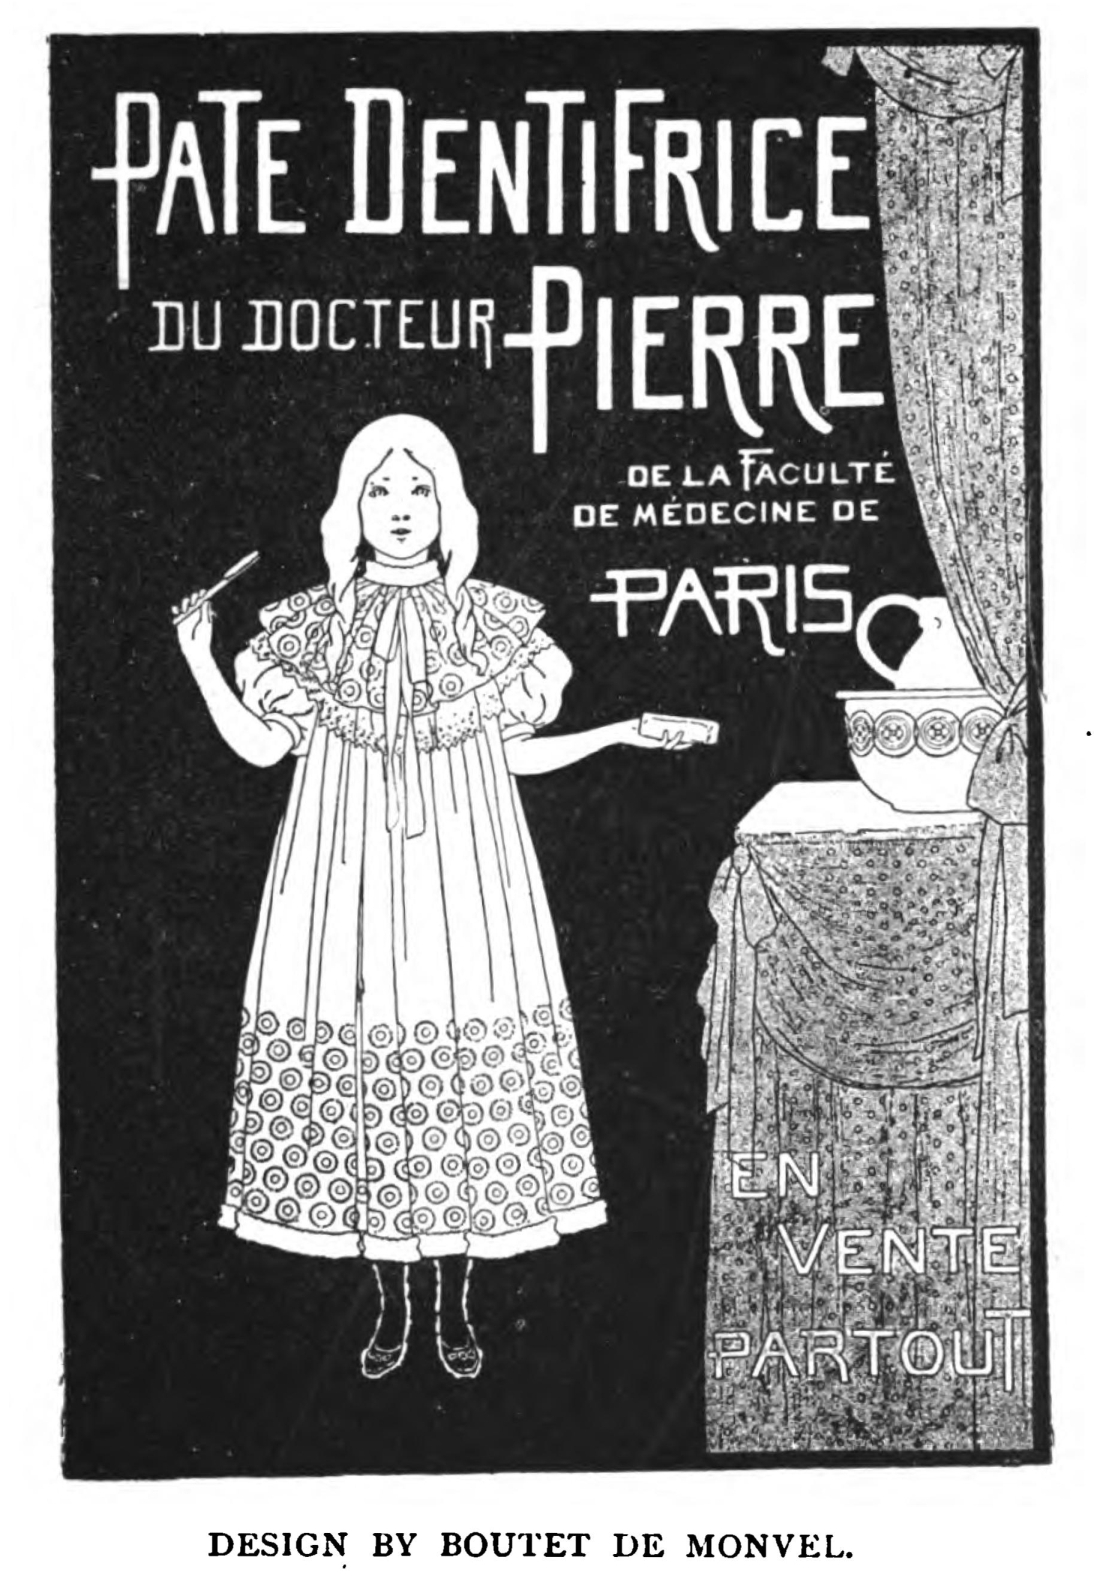 PATE DENTIFRICE
DU DOCTEUR PIERRE
DE LA FACULTÉ
DE MÉDECINE DE
PARIS
EN
VENTE
PARTOUT
DESIGN BY BOUTET DE MONVEL.